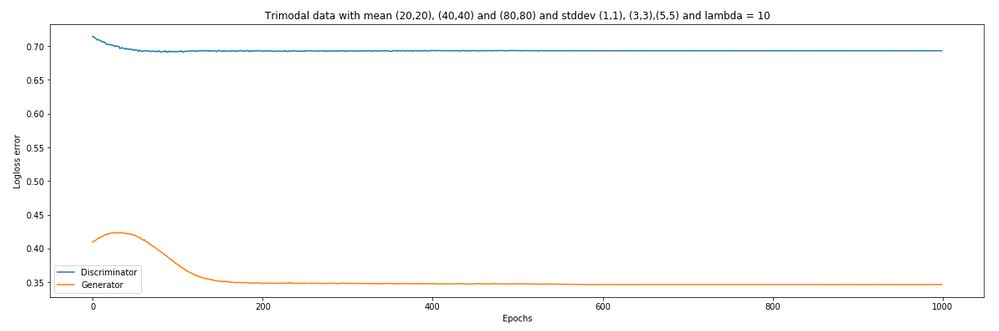 Trimodal data with mean (20,20), (40,40) and (80,80) and stddev (1,1), (3,3),(5,5) and lambda = 10
Logloss error
0.70
0.65
0.60
0.55
0.50
0.45
0.40
0.35
Discriminator
Generator
0 200 400 600 800 1000
Epochs